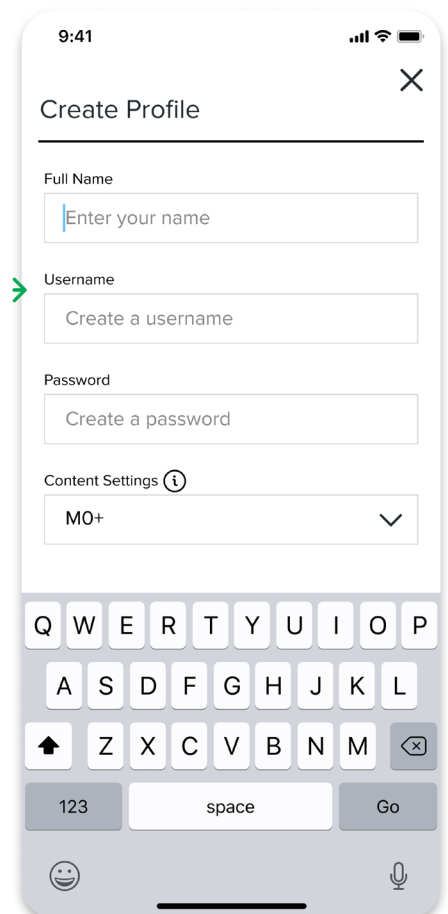 9:41
Create Profile
Full Name
Enter your name
Username
Create a username
Password
Create a password
Content Settings
M0+
Q W E R T Y U I O P
A S D F G H J K L
Z X C V B N M
123 space Go